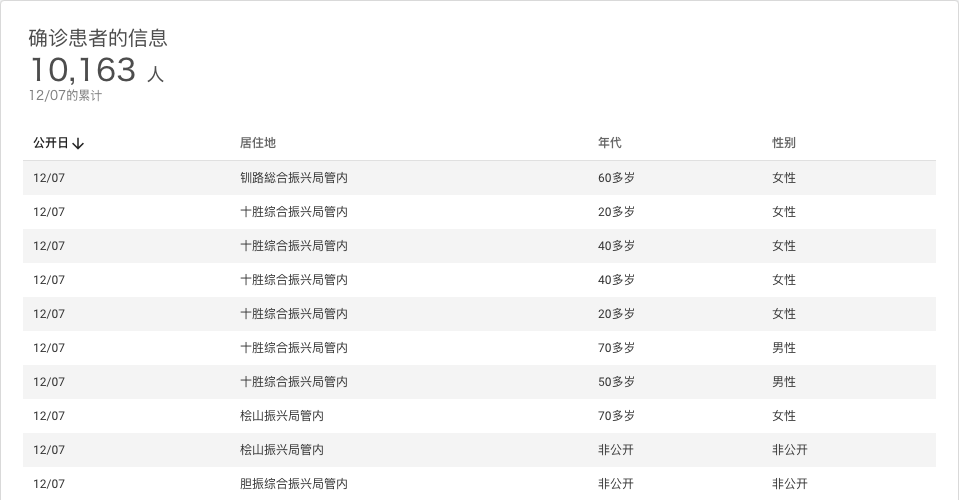 确诊患者的信息
10,163 人
12/07的累计
公开日↓ 居住地 年代 性别
12/07 钏路総合振兴局管内 60多岁 女性
12/07 十胜综合振兴局管内 20多岁 女性
12/07 十胜综合振兴局管内 40多岁 女性
12/07 十胜综合振兴局管内 40多岁 女性
12/07 十胜综合振兴局管内 20多岁 女性
12/07 十胜综合振兴局管内 70多岁 男性
12/07 十胜综合振兴局管内 50多岁 男性
12/07 桧山振兴局管内 70多岁 女性
12/07 桧山振兴局管内 非公开 非公开
12/07 胆振综合振兴局管内 非公开 非公开